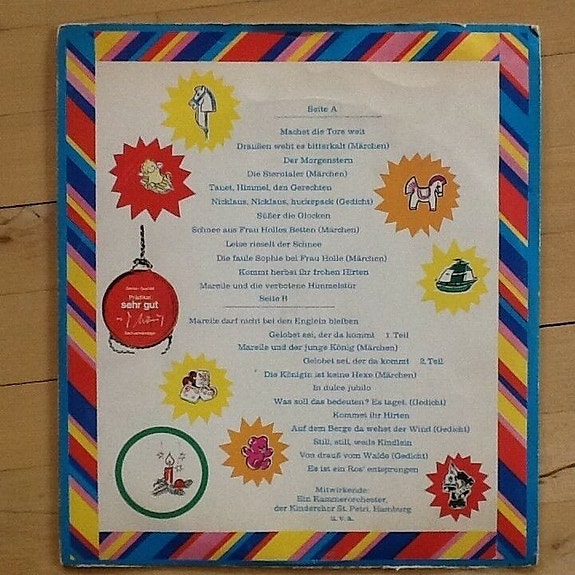 Seite A
Machet die Tore weit
Draußen weht es bitterkalt (Märchen)
Der Morgenstern
Die Sterntaler (Märchen)
Tauet, Himmel, den Gerechten
Nicklaus, Nicklaus, huckepack (Gedicht)
Süßer die Glocken
Schnee aus Frau Holles Betten (Märchen)
Leise rieselt der Schnee
Die faule Sophie bei Frau Holle (Märchen)
Kommt herbei ihr frohen Hirten
Mareile und die verbotene Himmelstür
Prädikat
sehr gut
Seite B
Mareile darf nicht bei den Englein bleiben
Gelobet sei, der da kommt 1. Teil
Mareile und der junge König (Märchen)
Gelobet sei, der da kommt 2. Teil
Die Königin ist keine Hexe (Märchen)
In dulce jubilo
Was soll das bedeuten? Es taget. (Gedicht)
Kommet ihr Hirten
Auf dem Berge da wehet der Wind (Gedicht)
Still, still, weils Kindlein
Von drauß vom Walde (Gedicht)
Es ist ein Ros' entsprongen
Mitwirkende:
Ein Kammerorchester,
der Kinderchor St. Petri, Hamburg
u. v. a.